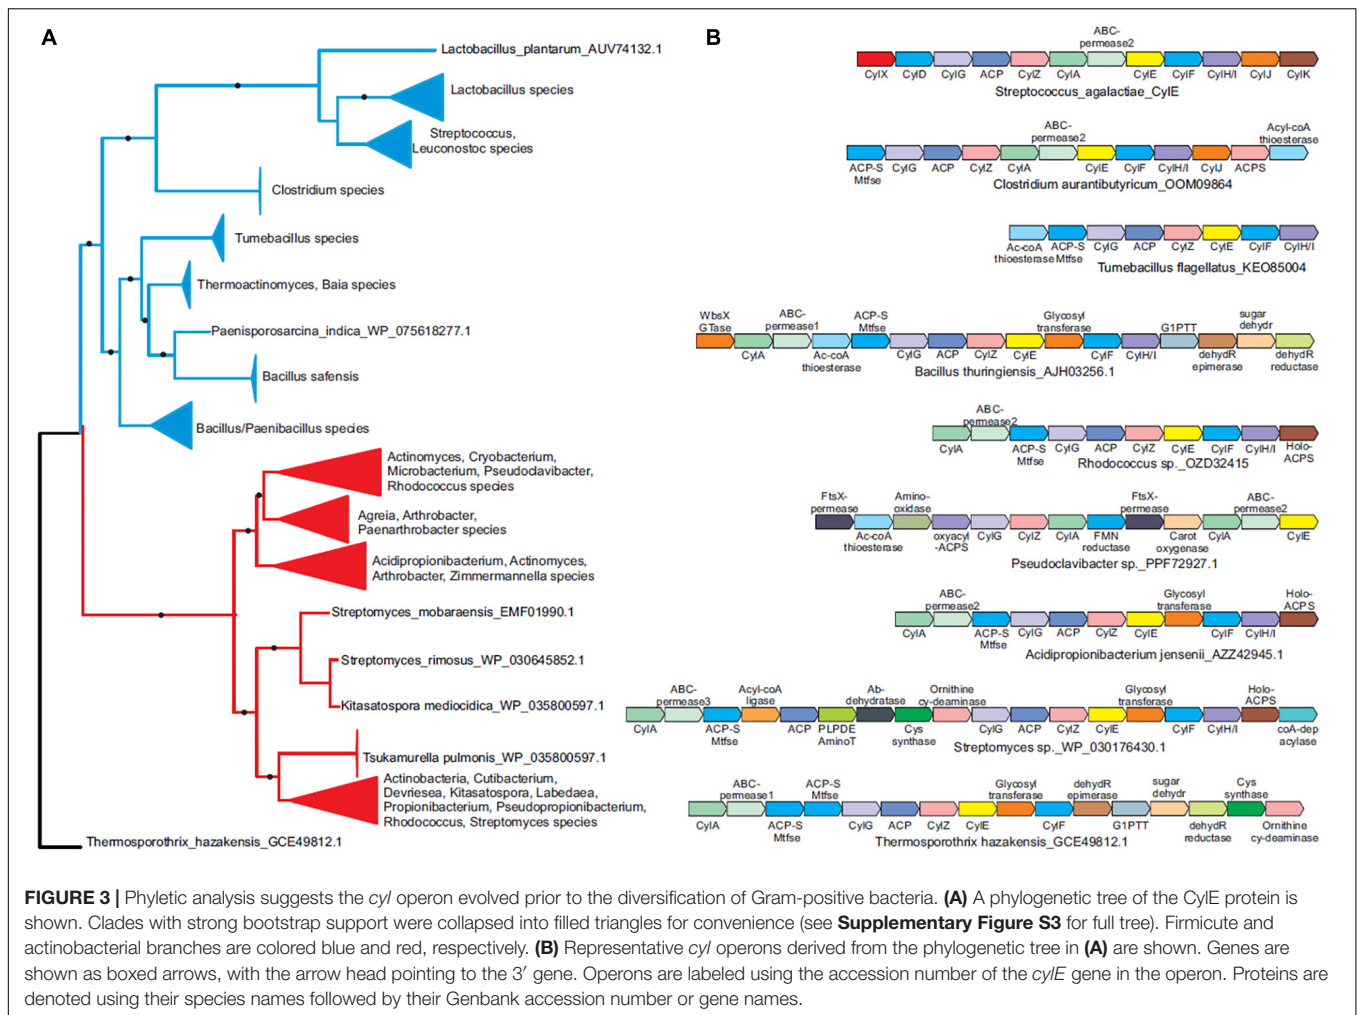 A
Lactobacillus_plantarum_AUV74132.1
Lactobacillus species
Streptococcus,
Leuconostoc species
Clostridium species
Tumebacillus species
Thermoactinomyces, Baia species
Paenisporosarcina_indica_WP_075618277.1
Bacillus safensis
Bacillus/Paenibacillus species
Actinomyces, Cryobacterium,
Microbacterium, Pseudoclavibacter,
Rhodococcus species
Agreia, Arthrobacter,
Paenarthrobacter species
Acidipropionibacterium, Actinomyces,
Arthrobacter, Zimmermannella species
Streptomyces_mobaraensis_EMF01990.1
Streptomyces_rimosus_WP_030645852.1
Kitasatospora mediocidica_WP_035800597.1
Tsukamurella pulmonis_WP_035800597.1
Actinobacteria, Cutibacterium,
Devriesea, Kitasatospora, Labedaea,
Propionibacterium, Pseudopropionibacterium,
Rhodococcus, Streptomyces species
Thermosporothrix_hazakensis_GCE49812.1
B
ABC-
permease2
CylX CylD CylG ACP CylZ CylA CylE CylF CylH/I CylJ CylK
Streptococcus_agalactiae_CylE
ABC- Acyl-coA
permease2 thioesterase
ACP-S CylG ACP CylZ CylA CylE CylF CylH/I CylJ ACPS
Mtfse
Clostridium aurantibutyricum_OOM09864
Ac-coA ACP-S CylG ACP CylZ CylE CylF CylH/I
thioesterase Mtfse
Tumebacillus flagellatus_KEO85004
WbsX ABC- ACP-S Glycosyl sugar
GTase permease1 Mtfse transferase G1PTT dehydr
CylA Ac-coA CylG ACP CylZ CylE CylF CylH/I dehydR dehydR
thioesterase epimerase reductase
Bacillus thuringiensis_AJH03256.1
ABC-
permease2
CylA ACP-S CylG ACP CylZ CylE CylF CylH/I Holo-
Mtfse ACPS
Rhodococcus sp._OZD32415
FtsX- Amino- FtsX- ABC-
permease oxidase permease permease2
Ac-coA oxyacyl CylG CylZ CylA FMN Carot CylA CylE
thioesterase -ACPS reductase oxygenase
Pseudoclavibacter sp._PPF72927.1
ABC- Glycosyl Holo-
permease2 transferase ACPS
CylA ACP-S CylG ACP CylZ CylE CylF CylH/I
Mtfse
Acidipropionibacterium jensenii_AZZ42945.1
ABC- Acyl-coA Ab- Ornithine Glycosyl Holo-
permease3 ligase dehydratase cy-deaminase transferase ACPS
CylA ACP-S ACP PLPDE Cys CylG ACP CylZ CylE CylF CylH/I coA-dep
Mtfse AminoT synthase acylase
Streptomyces sp._WP_030176430.1
ABC- ACP-S Glycosyl dehydR sugar Cys
permease1 Mtfse transferase epimerase dehydr synthase
CylA ACP-S CylG ACP CylZ CylE CylF G1PTT dehydR Ornithine
Mtfse reductase cy-deaminase
Thermosporothrix hazakensis_GCE49812.1
FIGURE 3 | Phyletic analysis suggests the cyl operon evolved prior to the diversification of Gram-positive bacteria. (A) A phylogenetic tree of the CylE protein is
shown. Clades with strong bootstrap support were collapsed into filled triangles for convenience (see Supplementary Figure S3 for full tree). Firmicute and
actinobacterial branches are colored blue and red, respectively. (B) Representative cyl operons derived from the phylogenetic tree in (A) are shown. Genes are
shown as boxed arrows, with the arrow head pointing to the 3′ gene. Operons are labeled using the accession number of the cylE gene in the operon. Proteins are
denoted using their species names followed by their Genbank accession number or gene names.